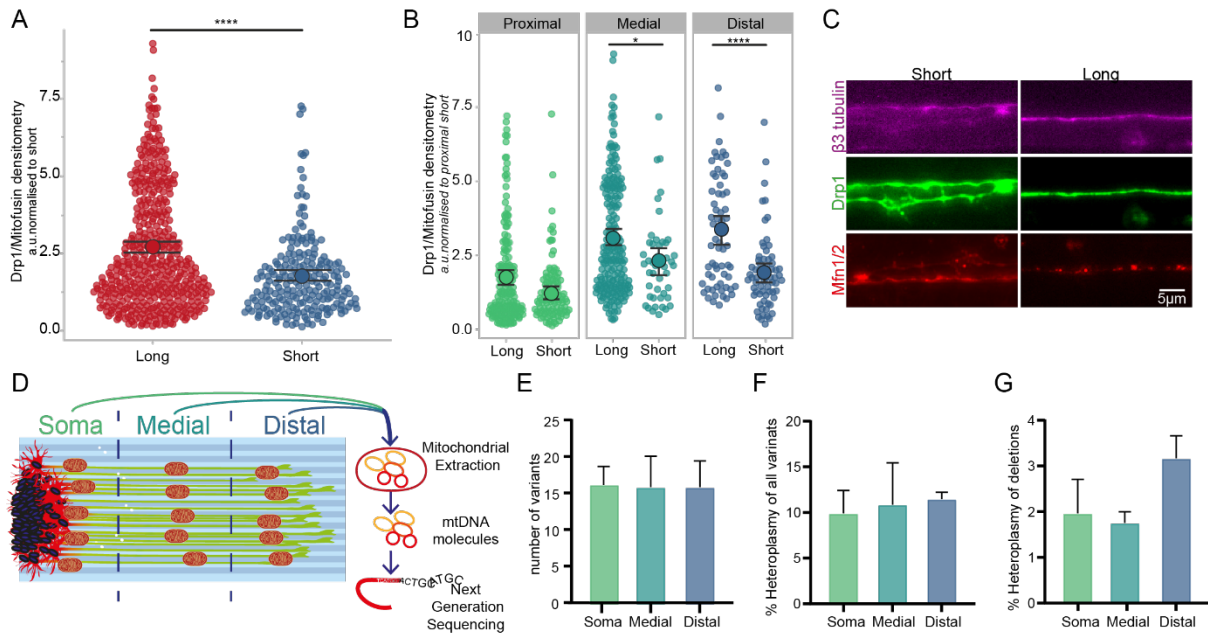 A
****
Drp1/Mitofusin densitometry
a.u.normalised to short
7.5
5.0
2.5
0.0
Long
Short
B
Proximal
Medial
Distal
*
****
Drp1/Mitofusin densitometry
a.u.normalised to proximal short
10
7.5
5.0
2.5
0.0
Long
Short
Long
Short
Long
Short
C
Short
Long
β3 tubulin
Drp1
Mfn1/2
5µm
D
Soma
Medial
Distal
Mitochondrial
Extraction
mtDNA
molecules
ACTGCATGC
Next
Generation
Sequencing
E
number of variants
25
20
15
10
5
0
Soma
Medial
Distal
F
% Heteroplasmy of all varinats
20
15
10
5
0
Soma
Medial
Distal
G
% Heteroplasmy of deletions
4
3
2
1
0
Soma
Medial
Distal